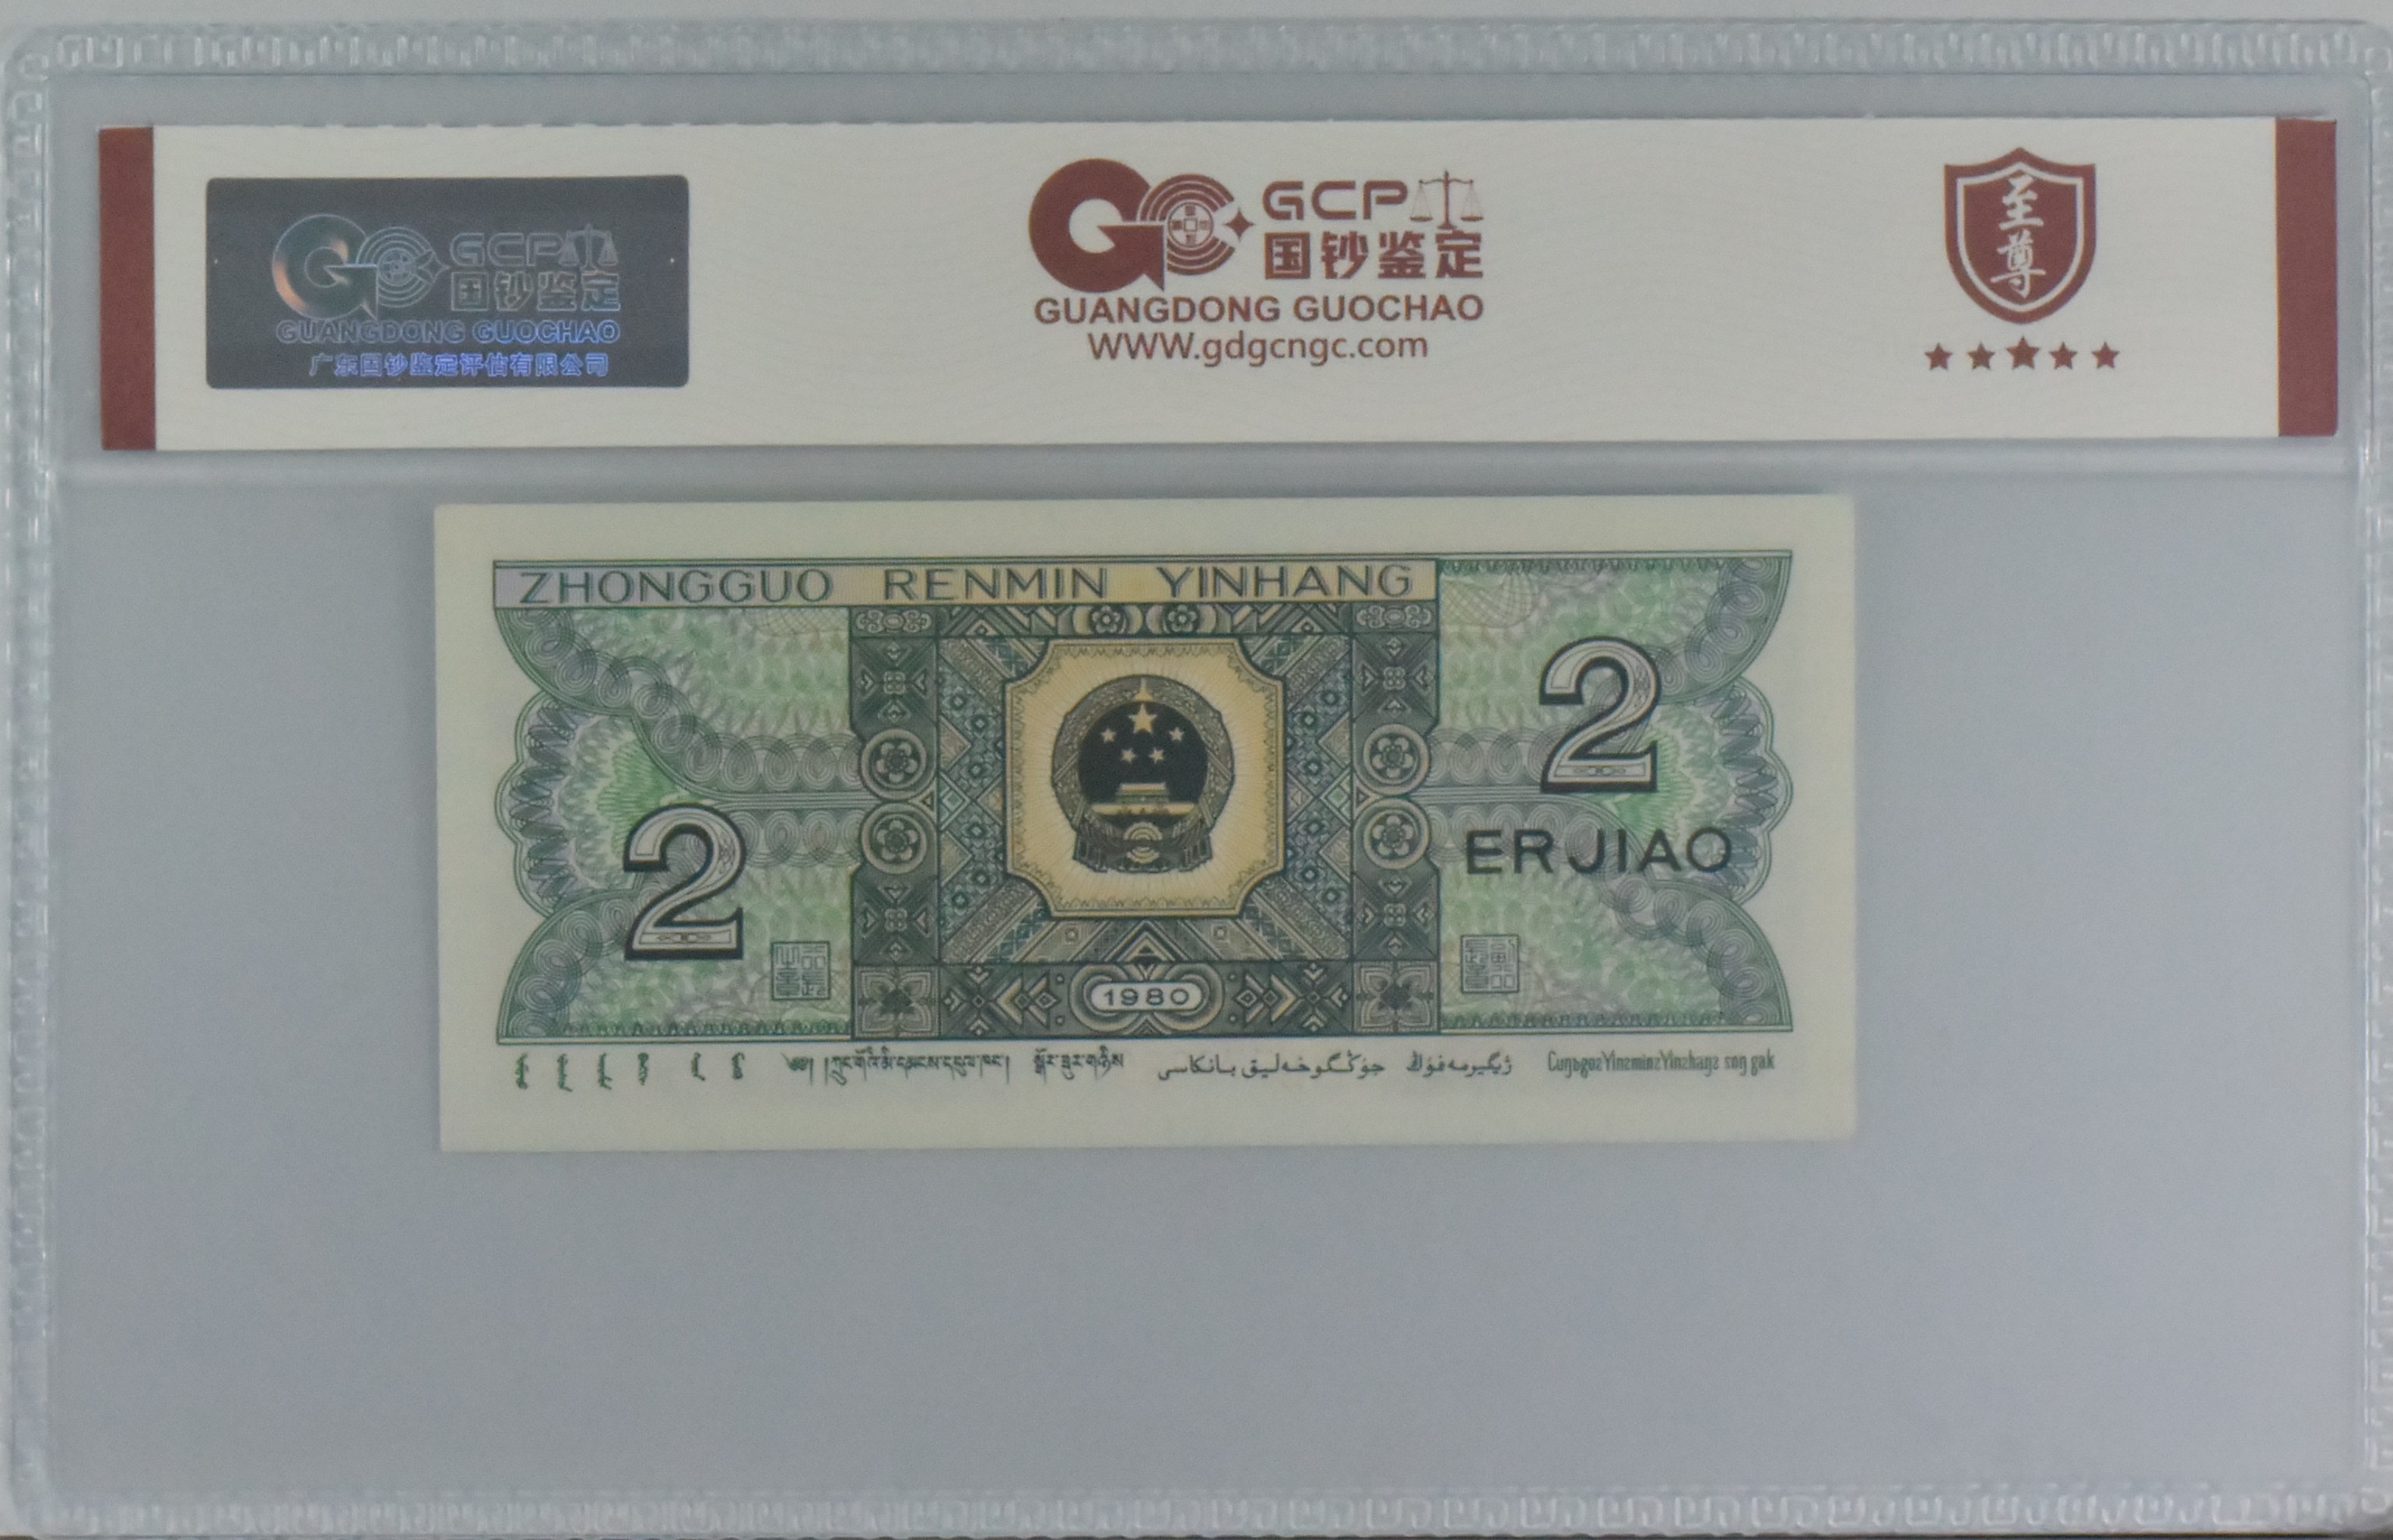 GCP
国钞鉴定
GUANGDONG GUOCHAO
广东国钞鉴定评估有限公司
GCP
国钞鉴定
GUANGDONG GUOCHAO
WWW.gdgcngc.com
至尊
ZHONGGUO RENMIN YINHANG
2
2
ERJIAO
1980
جۇڭگوخەلىق بانكاسى